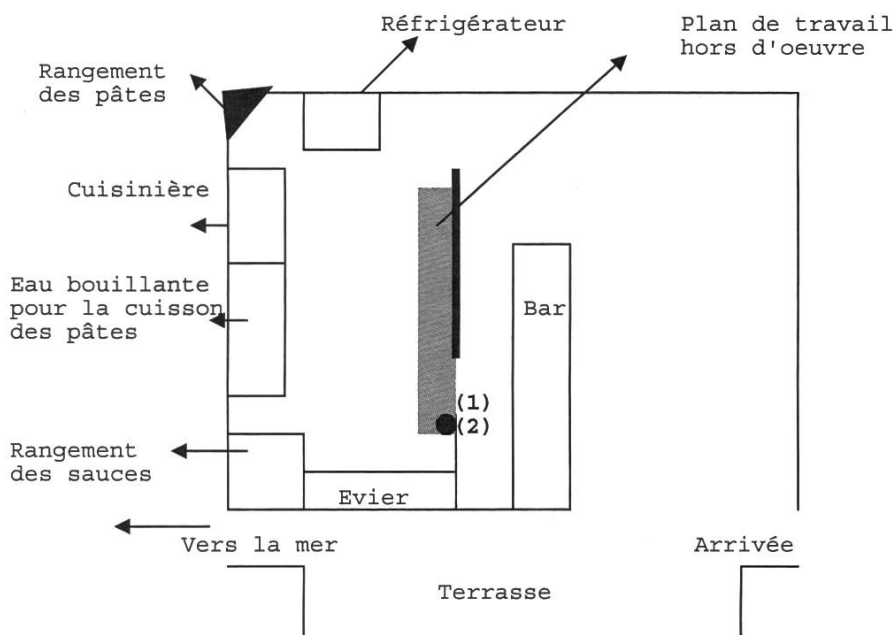 Réfrigérateur
Plan de travail
hors d'oeuvre
Rangement
des pâtes
Cuisinière
Eau bouillante
pour la cuisson
des pâtes
Bar
(1)
(2)
Rangement
des sauces
Evier
Vers la mer
Arrivée
Terrasse